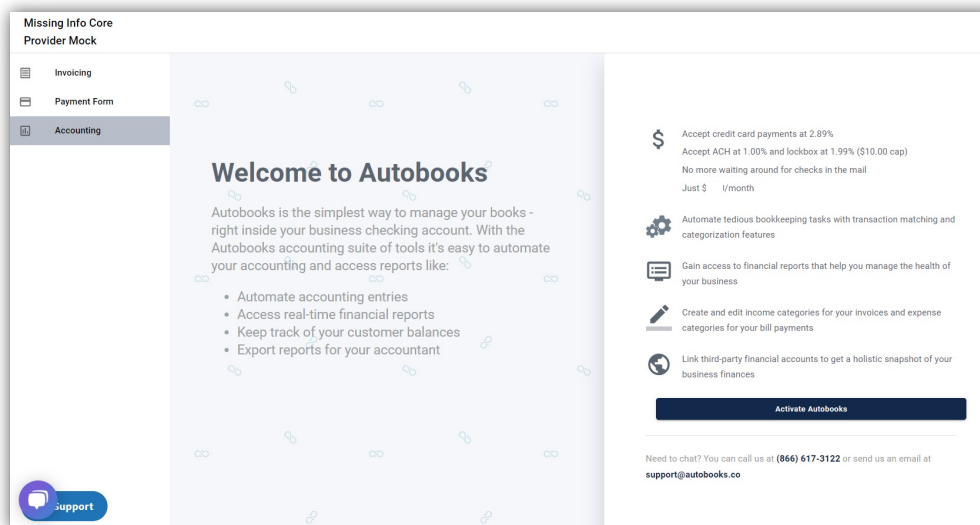 Missing Info Core
Provider Mock
Invoicing
Payment Form
Accounting
Welcome to Autobooks
Autobooks is the simplest way to manage your books -
right inside your business checking account. With the
Autobooks accounting suite of tools it's easy to automate
your accounting and access reports like:
• Automate accounting entries
• Access real-time financial reports
• Keep track of your customer balances
• Export reports for your accountant
Accept credit card payments at 2.89%
Accept ACH at 1.00% and lockbox at 1.99% ($10.00 cap)
No more waiting around for checks in the mail
Just $ /month
Automate tedious bookkeeping tasks with transaction matching and
categorization features
Gain access to financial reports that help you manage the health of
your business
Create and edit income categories for your invoices and expense
categories for your bill payments
Link third-party financial accounts to get a holistic snapshot of your
business finances
Activate Autobooks
Need to chat? You can call us at (866) 617-3122 or send us an email at
support@autobooks.co
Support